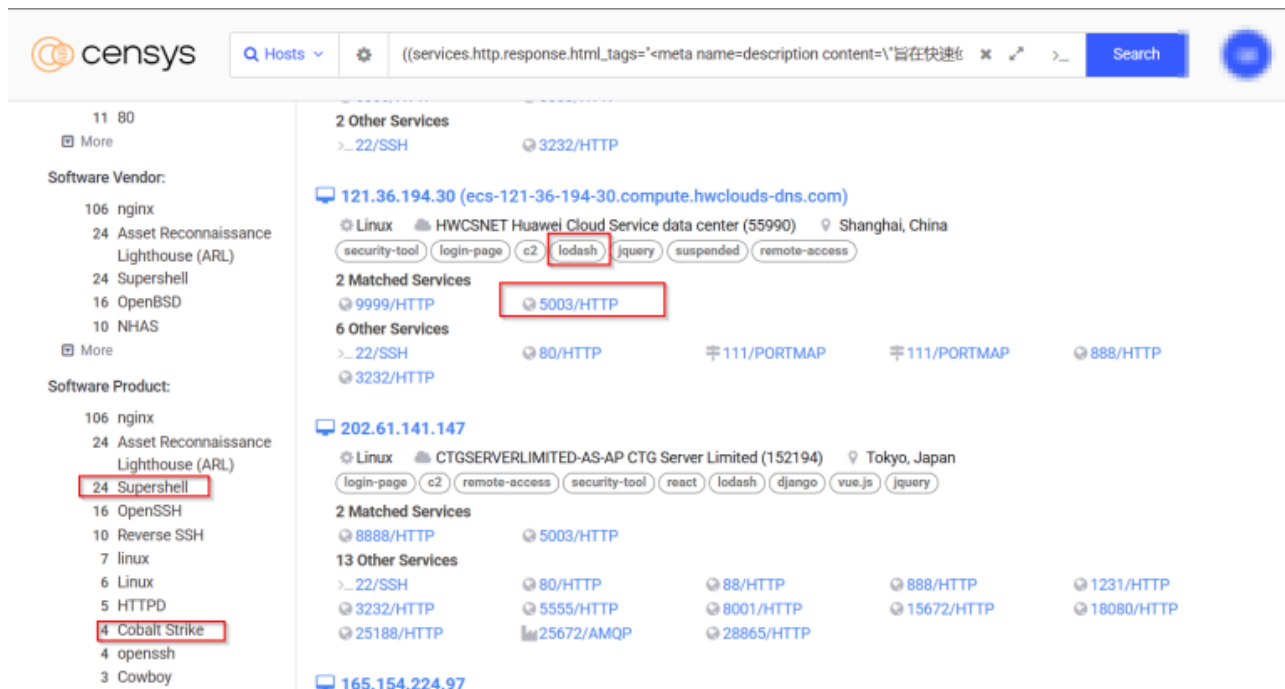 censys
Hosts
((services.http.response.html_tags="<meta name=description content=\"旨在快速
>_
Search
11 80
More
Software Vendor:
106 nginx
24 Asset Reconnaissance
Lighthouse (ARL)
24 Supershell
16 OpenBSD
10 NHAS
More
Software Product:
106 nginx
24 Asset Reconnaissance
Lighthouse (ARL)
24 Supershell
16 OpenSSH
10 Reverse SSH
7 linux
6 Linux
5 HTTPD
4 Cobalt Strike
4 openssh
3 Cowboy
2 Other Services
>_ 22/SSH 3232/HTTP
121.36.194.30 (ecs-121-36-194-30.compute.hwclouds-dns.com)
Linux HWCSNET Huawei Cloud Service data center (55990) Shanghai, China
security-tool login-page c2 lodash jquery suspended remote-access
2 Matched Services
9999/HTTP 5003/HTTP
6 Other Services
>_ 22/SSH 80/HTTP 111/PORTMAP 111/PORTMAP 888/HTTP
3232/HTTP
202.61.141.147
Linux CTGSERVERLIMITED-AS-AP CTG Server Limited (152194) Tokyo, Japan
login-page c2 remote-access security-tool react lodash django vue.js jquery
2 Matched Services
8888/HTTP 5003/HTTP
13 Other Services
>_ 22/SSH 80/HTTP 88/HTTP 888/HTTP 1231/HTTP
3232/HTTP 5555/HTTP 8001/HTTP 15672/HTTP 18080/HTTP
25188/HTTP 25672/AMQP 28865/HTTP
165.154.224.97